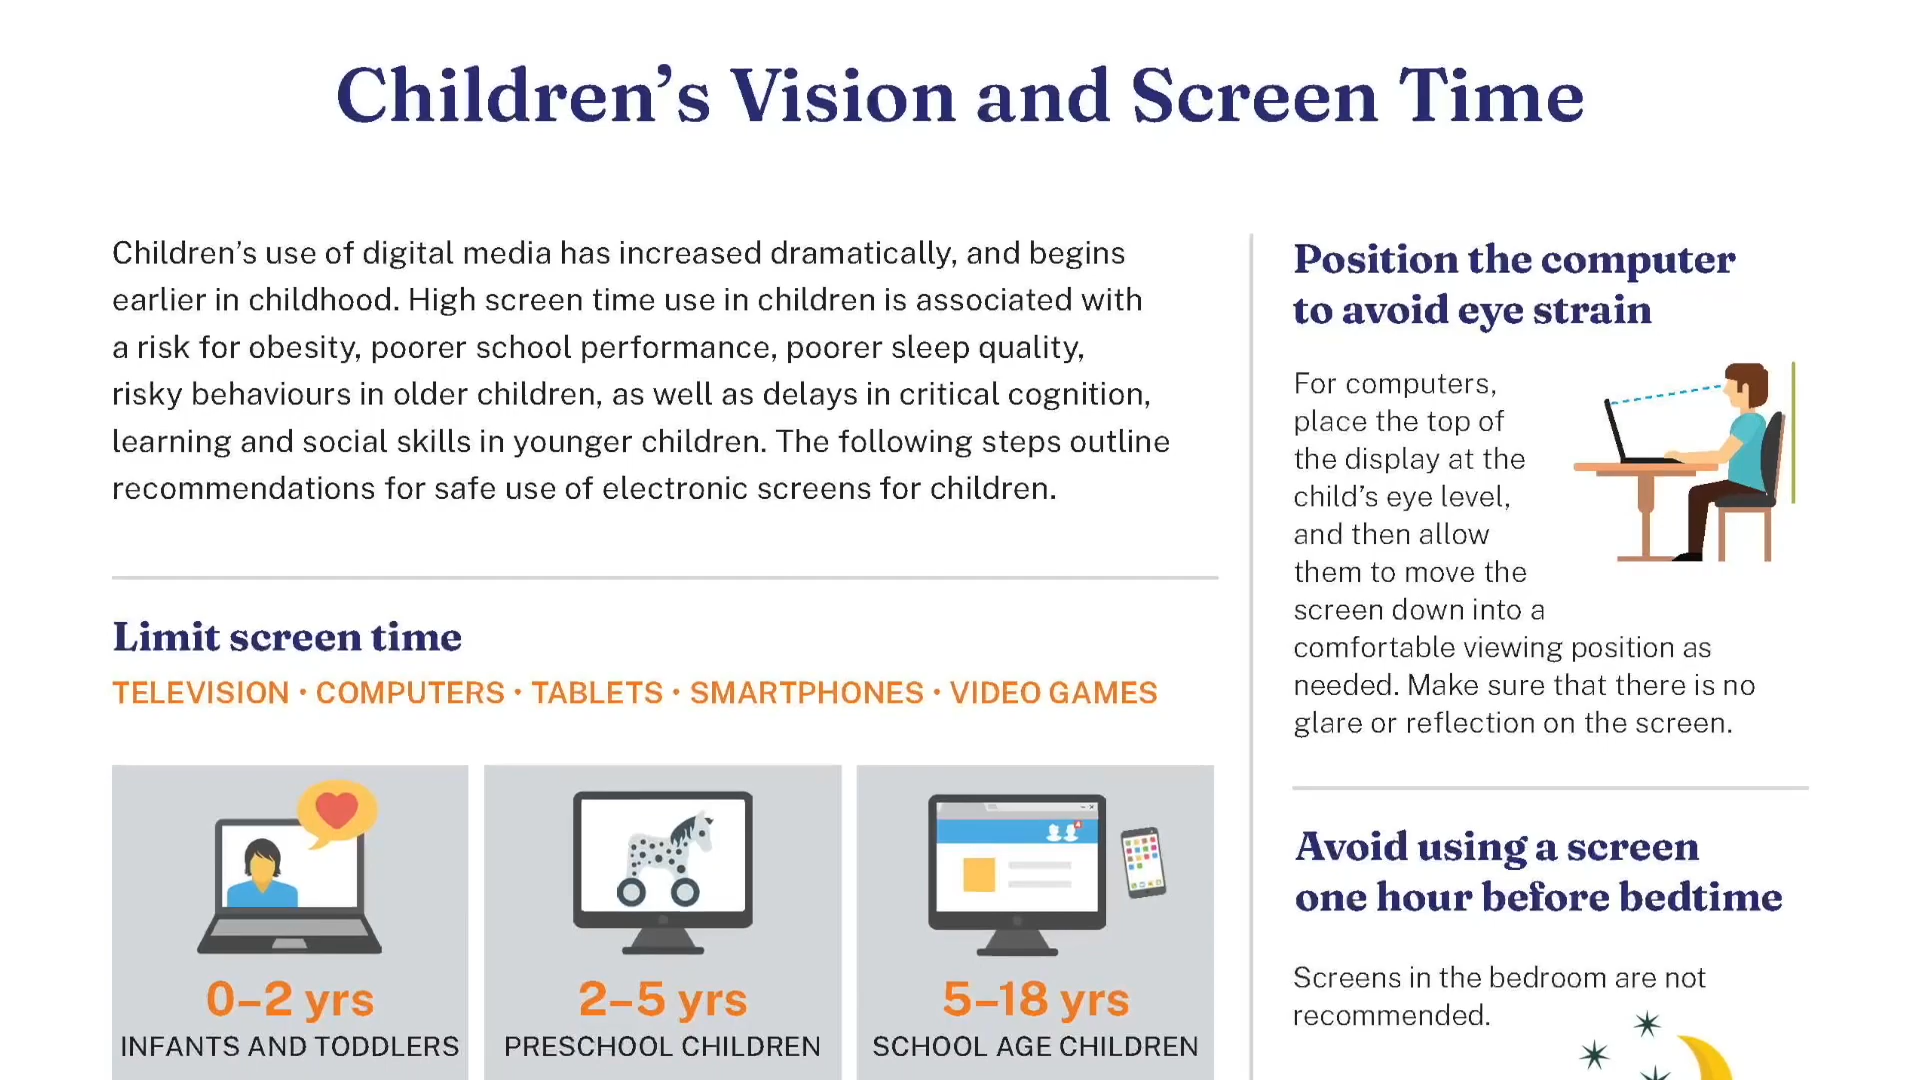 Children’s Vision and Screen Time
Children’s use of digital media has increased dramatically, and begins
earlier in childhood. High screen time use in children is associated with
a risk for obesity, poorer school performance, poorer sleep quality,
risky behaviours in older children, as well as delays in critical cognition,
learning and social skills in younger children. The following steps outline
recommendations for safe use of electronic screens for children.
Limit screen time
TELEVISION • COMPUTERS • TABLETS • SMARTPHONES • VIDEO GAMES
0–2 yrs
INFANTS AND TODDLERS
2–5 yrs
PRESCHOOL CHILDREN
5–18 yrs
SCHOOL AGE CHILDREN
Position the computer
to avoid eye strain
For computers,
place the top of
the display at the
child’s eye level,
and then allow
them to move the
screen down into a
comfortable viewing position as
needed. Make sure that there is no
glare or reflection on the screen.
Avoid using a screen
one hour before bedtime
Screens in the bedroom are not
recommended.